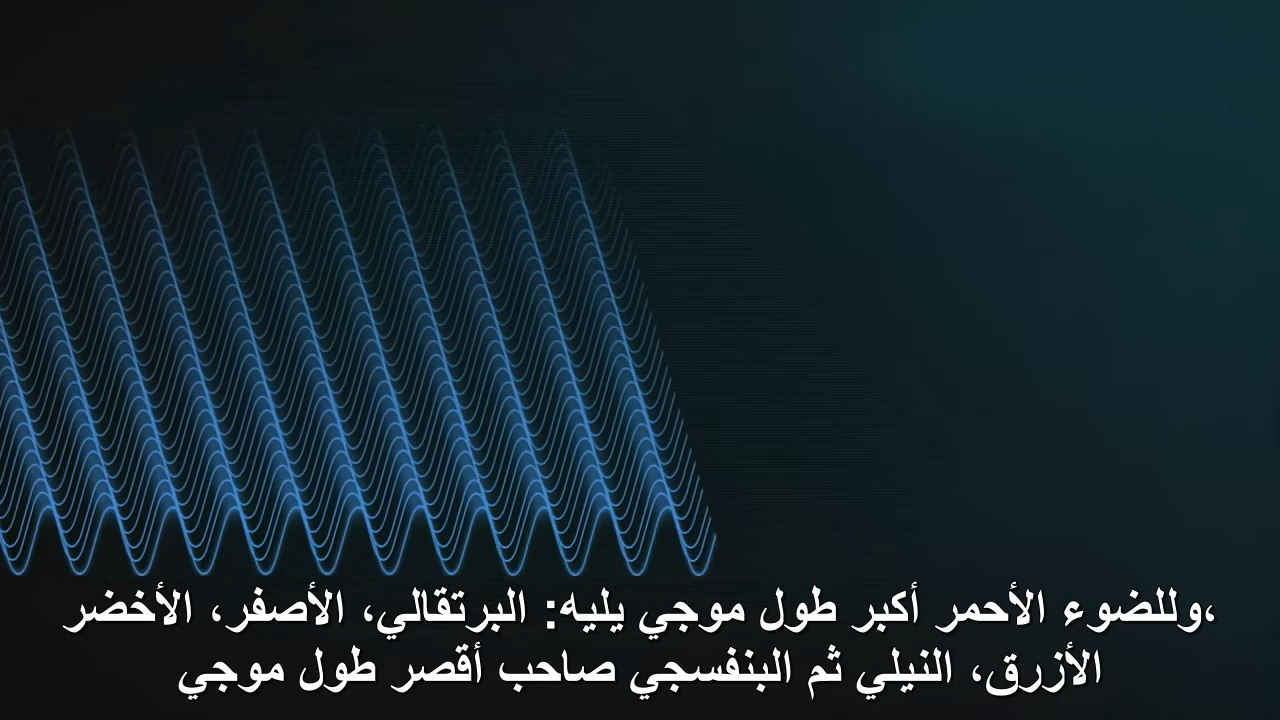 وللضوء الأحمر أكبر طول موجي يليه: البرتقالي، الأصفر، الأخضر،
الأزرق، النيلي ثم البنفسجي صاحب أقصر طول موجي